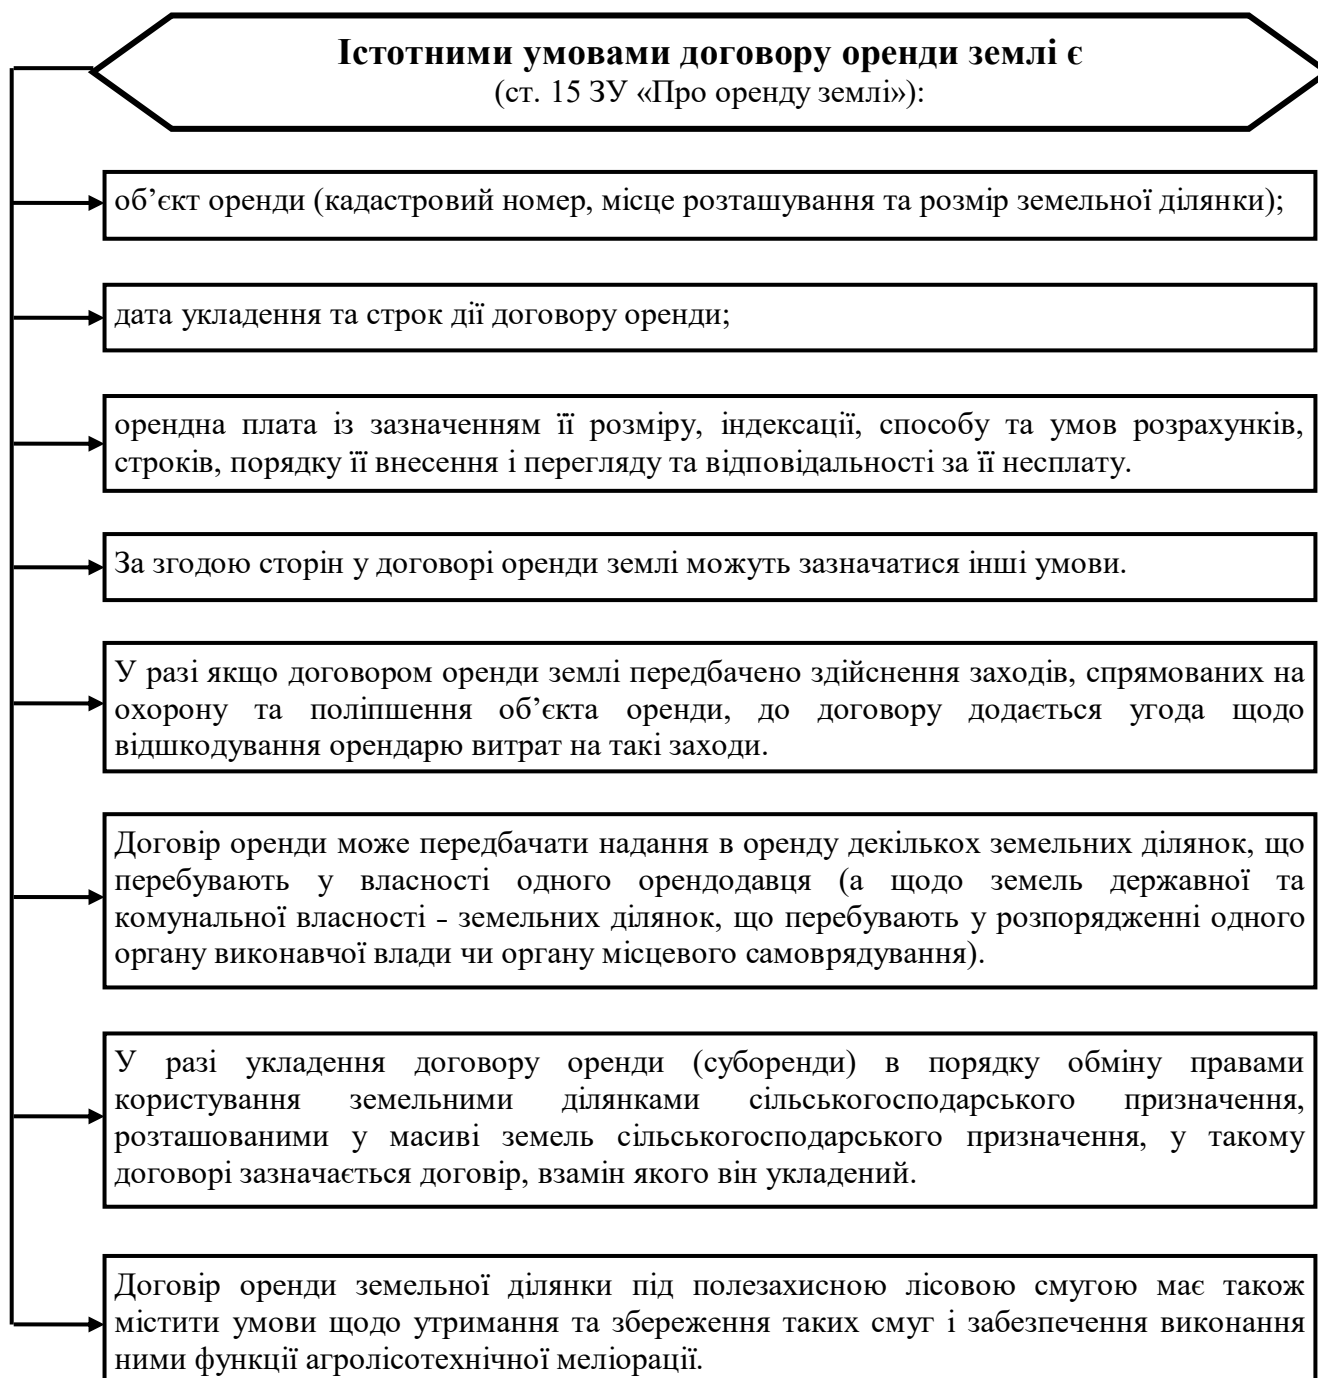 Істотними умовами договору оренди землі є
(ст. 15 ЗУ «Про оренду землі»):
об’єкт оренди (кадастровий номер, місце розташування та розмір земельної ділянки);
дата укладення та строк дії договору оренди;
орендна плата із зазначенням її розміру, індексації, способу та умов розрахунків,
строків, порядку її внесення і перегляду та відповідальності за її несплату.
За згодою сторін у договорі оренди землі можуть зазначатися інші умови.
У разі якщо договором оренди землі передбачено здійснення заходів, спрямованих на
охорону та поліпшення об’єкта оренди, до договору додається угода щодо
відшкодування орендарю витрат на такі заходи.
Договір оренди може передбачати надання в оренду декількох земельних ділянок, що
перебувають у власності одного орендодавця (а щодо земель державної та
комунальної власності - земельних ділянок, що перебувають у розпорядженні одного
органу виконавчої влади чи органу місцевого самоврядування).
У разі укладення договору оренди (суборенди) в порядку обміну правами
користування земельними ділянками сільськогосподарського призначення,
розташованими у масиві земель сільськогосподарського призначення, у такому
договорі зазначається договір, взамін якого він укладений.
Договір оренди земельної ділянки під полезахисною лісовою смугою має також
містити умови щодо утримання та збереження таких смуг і забезпечення виконання
ними функції агролісотехнічної меліорації.